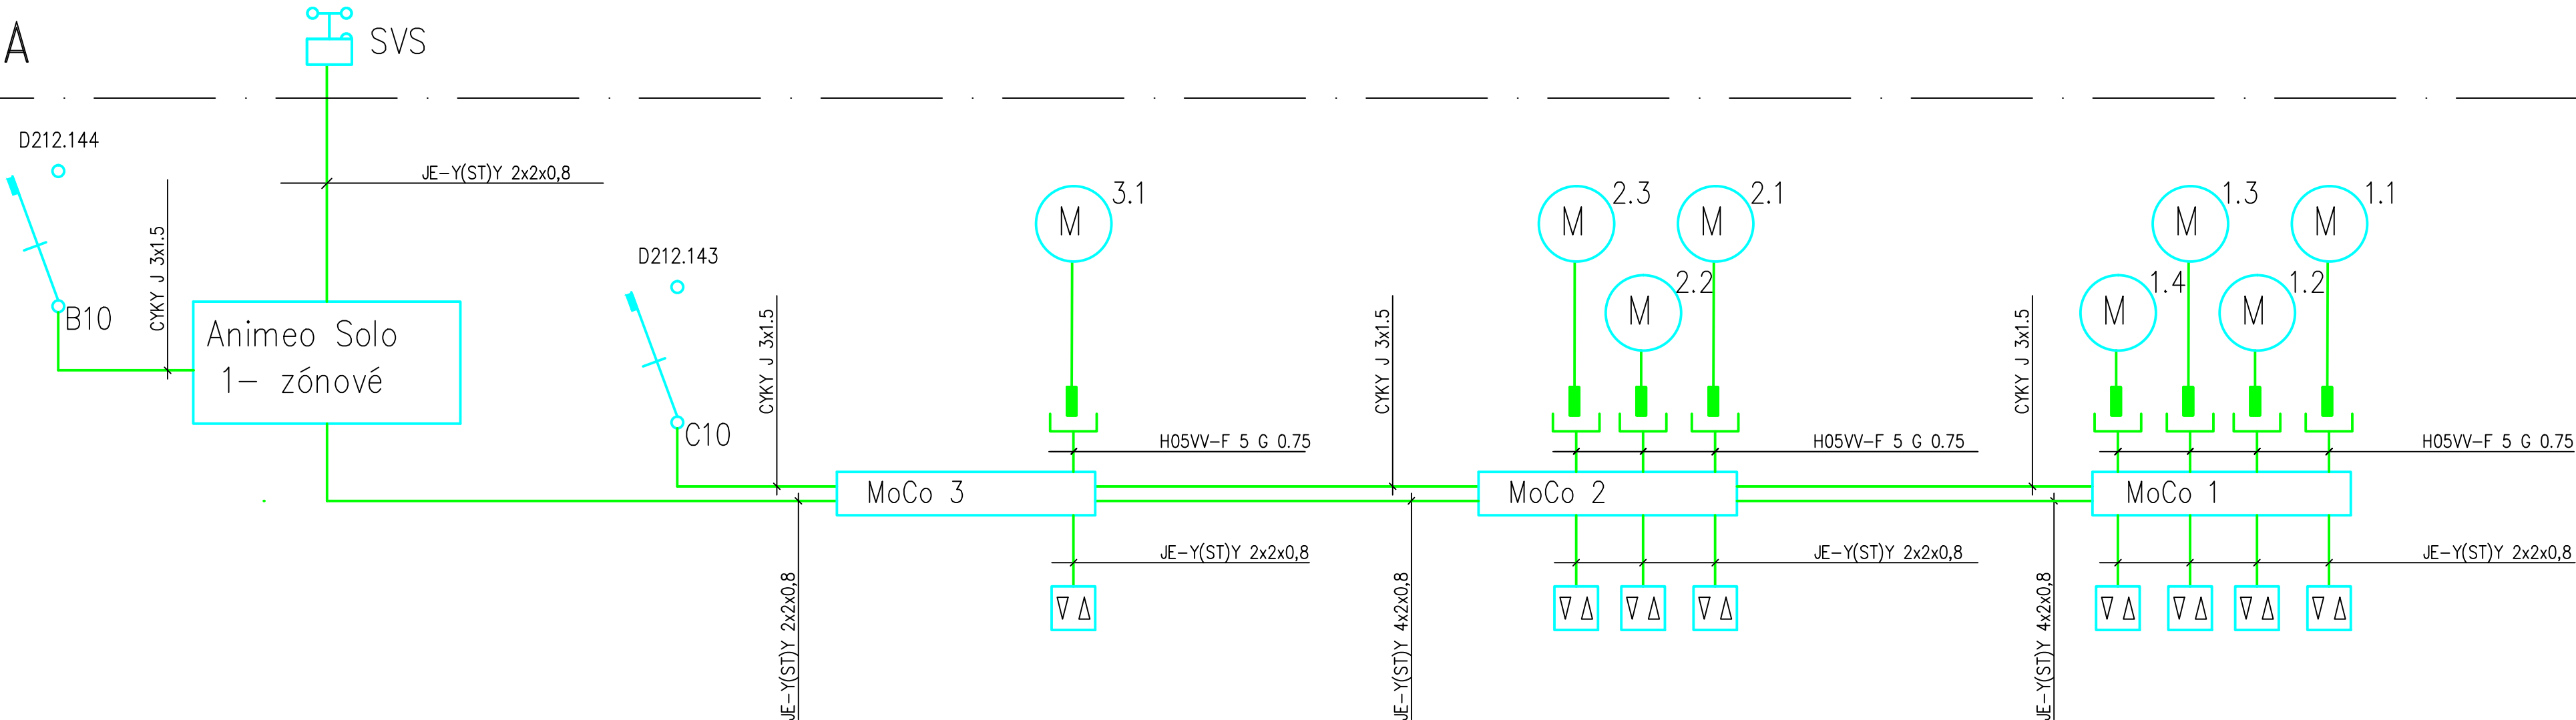 A
SVS
D212.144
JE-Y(ST)Y 2x2x0,8
CYKY J 3x1.5
B10
Animeo Solo
1- zónové
D212.143
C10
CYKY J 3x1.5
M
3.1
H05VV-F 5 G 0.75
MoCo 3
JE-Y(ST)Y 2x2x0,8
JE-Y(ST)Y 2x2x0,8
CYKY J 3x1.5
M
2.3
M
2.2
M
2.1
H05VV-F 5 G 0.75
MoCo 2
JE-Y(ST)Y 2x2x0,8
JE-Y(ST)Y 4x2x0,8
CYKY J 3x1.5
M
1.4
M
1.3
M
1.2
M
1.1
H05VV-F 5 G 0.75
MoCo 1
JE-Y(ST)Y 2x2x0,8
JE-Y(ST)Y 4x2x0,8